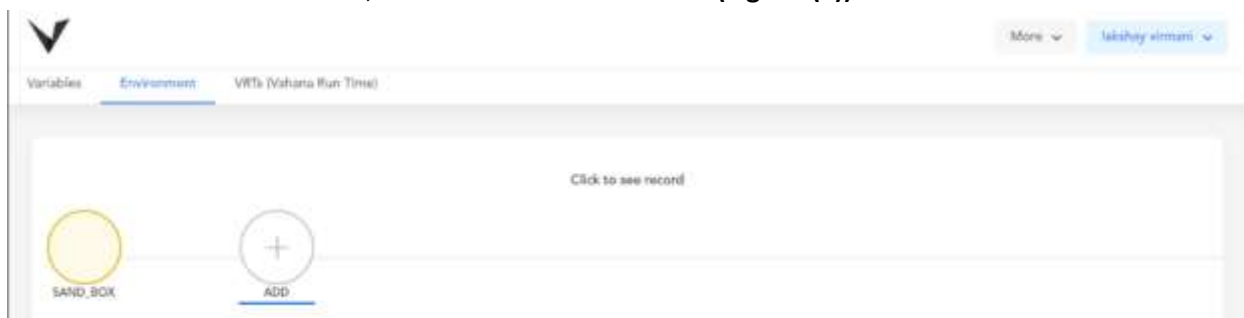 More lakshay virmani
Variables Environment VRTs (Vahana Run Time)
Click to see record
SAND_BOX ADD